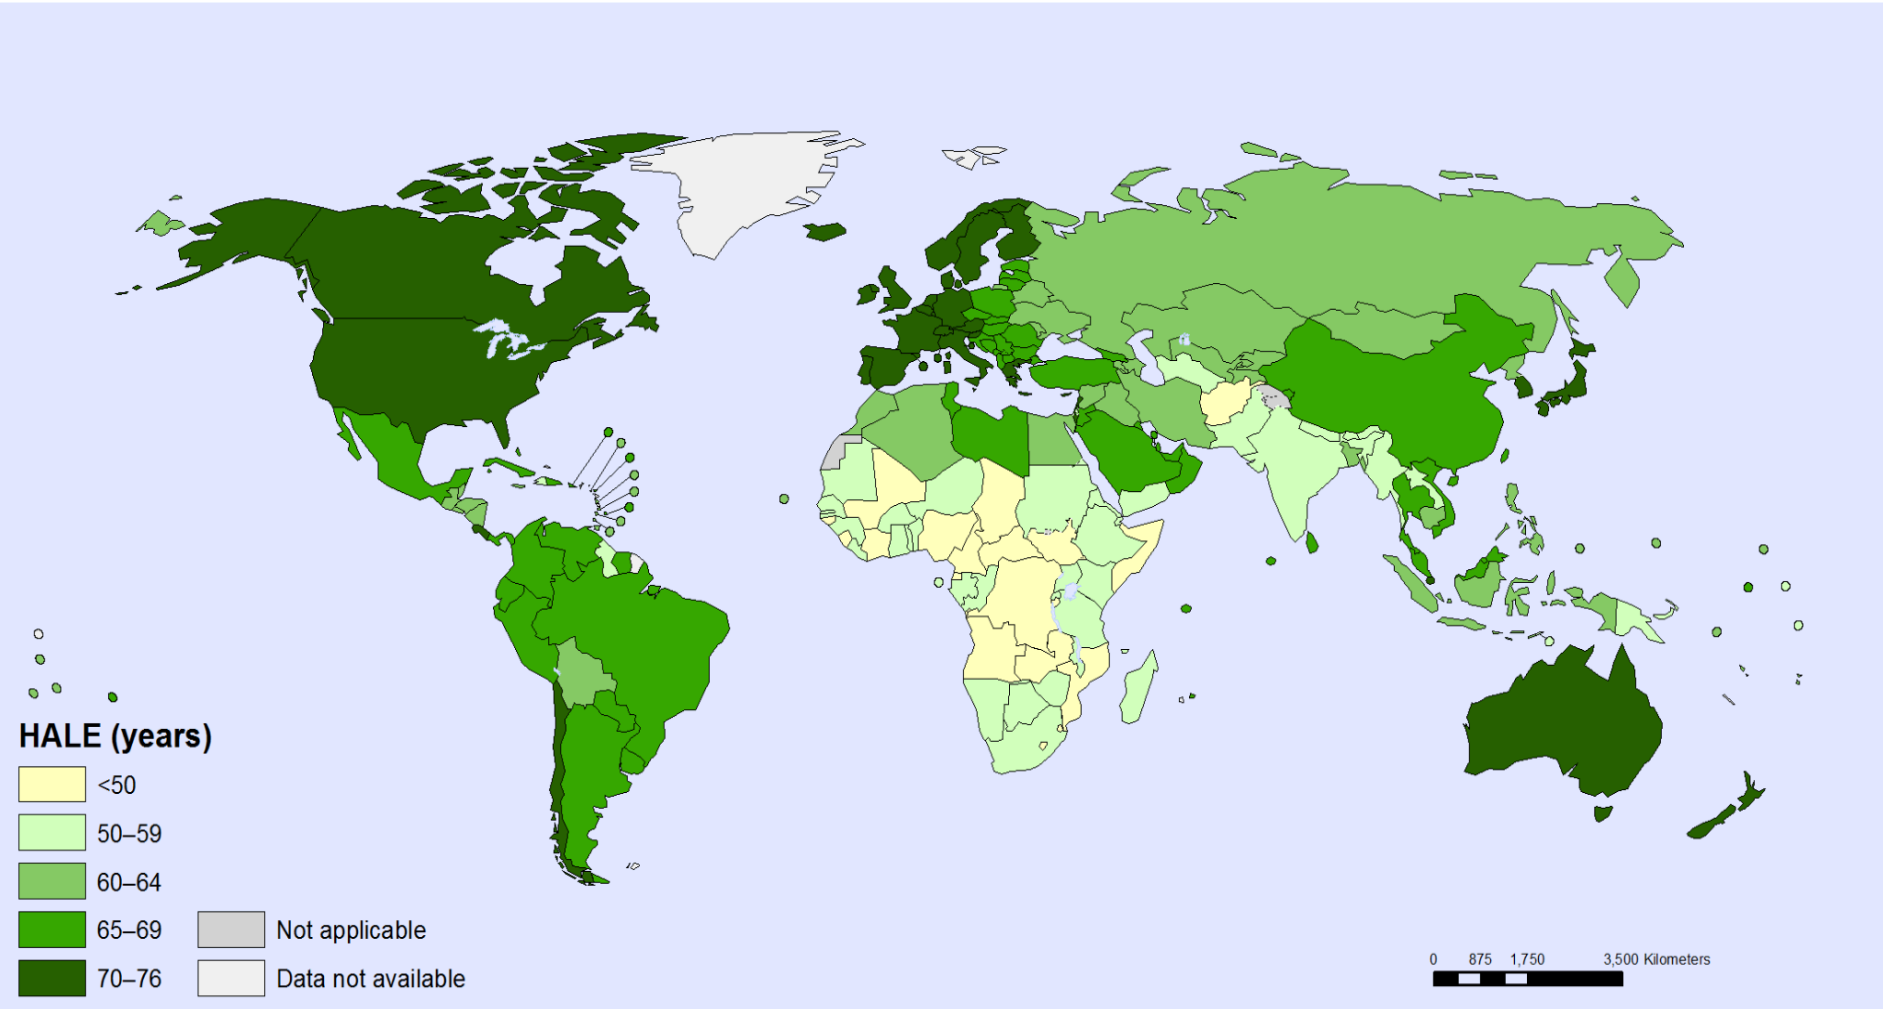 HALE (years)
<50
50–59
60–64
65–69
70–76
Not applicable
Data not available
0 875 1,750 3,500 Kilometers